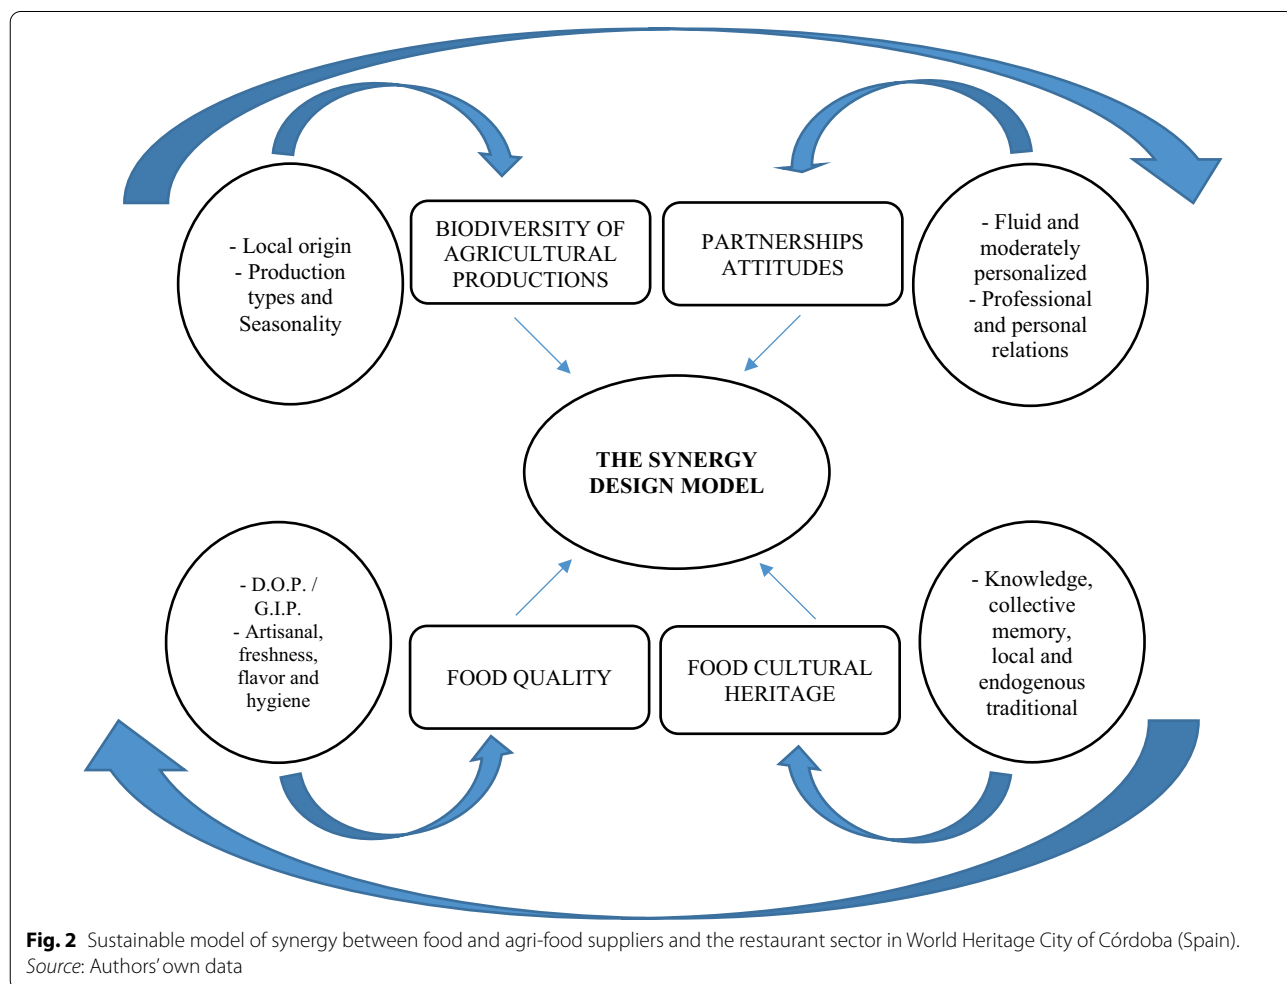 - Local origin
- Production
types and
Seasonality
BIODIVERSITY OF
AGRICULTURAL
PRODUCTIONS
PARTNERSHIPS
ATTITUDES
- Fluid and
moderately
personalized
- Professional
and personal
relations
THE SYNERGY
DESIGN MODEL
- D.O.P. /
G.I.P.
- Artisanal,
freshness,
flavor and
hygiene
FOOD QUALITY
FOOD CULTURAL
HERITAGE
- Knowledge,
collective
memory,
local and
endogenous
traditional
Fig. 2 Sustainable model of synergy between food and agri-food suppliers and the restaurant sector in World Heritage City of Córdoba (Spain).
Source: Authors’ own data